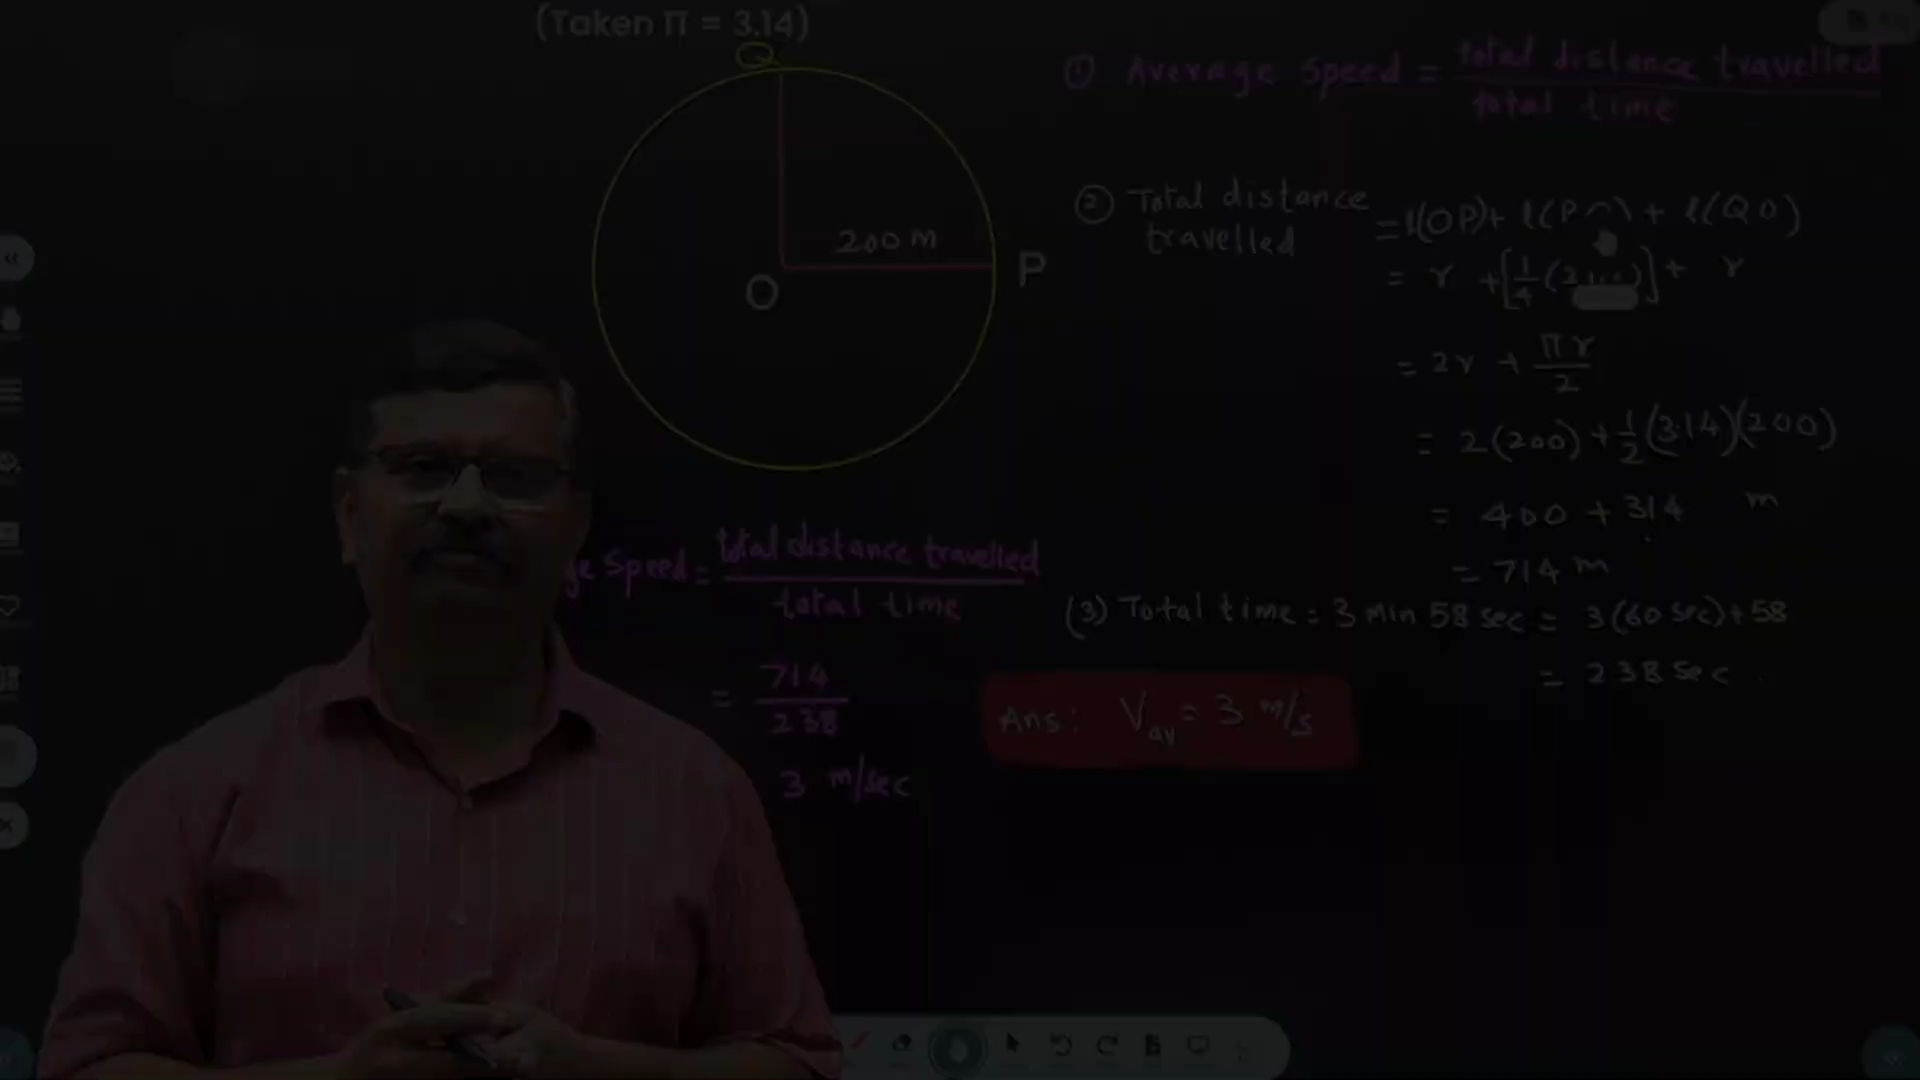 (Taken Π = 3.14)
Q
200 m
O
P
① Average Speed = total distance travelled / total time
② Total distance travelled = l(OP) + l(P + l(QO)
= r + [1/4 (2 )] + r
= 2r + Πr/2
= 2(200) + 1/2 (3.14)(200)
= 400 + 314 m
= 714 m
(3) Total time = 3 min 58 sec = 3(60 sec) + 58
= 238 sec
ge Speed = total distance travelled / total time
= 714 / 238
3 m/sec
Ans: Vav = 3 m/s